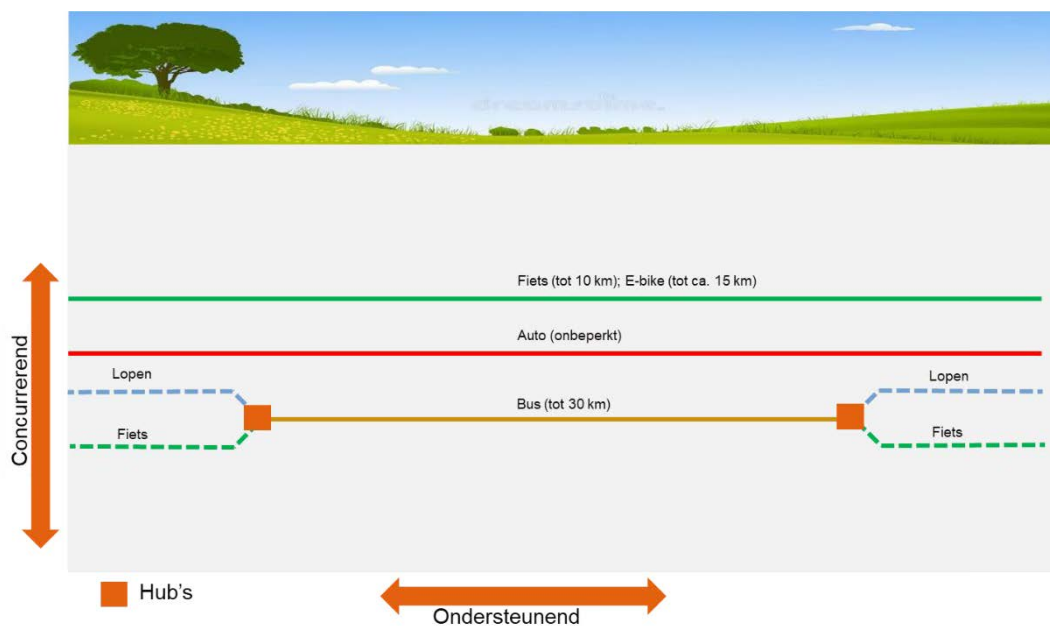 dreamstime.
Fiets (tot 10 km); E-bike (tot ca. 15 km)
Auto (onbeperkt)
Lopen
Lopen
Bus (tot 30 km)
Fiets
Fiets
Concurrerend
Hub's
Ondersteunend